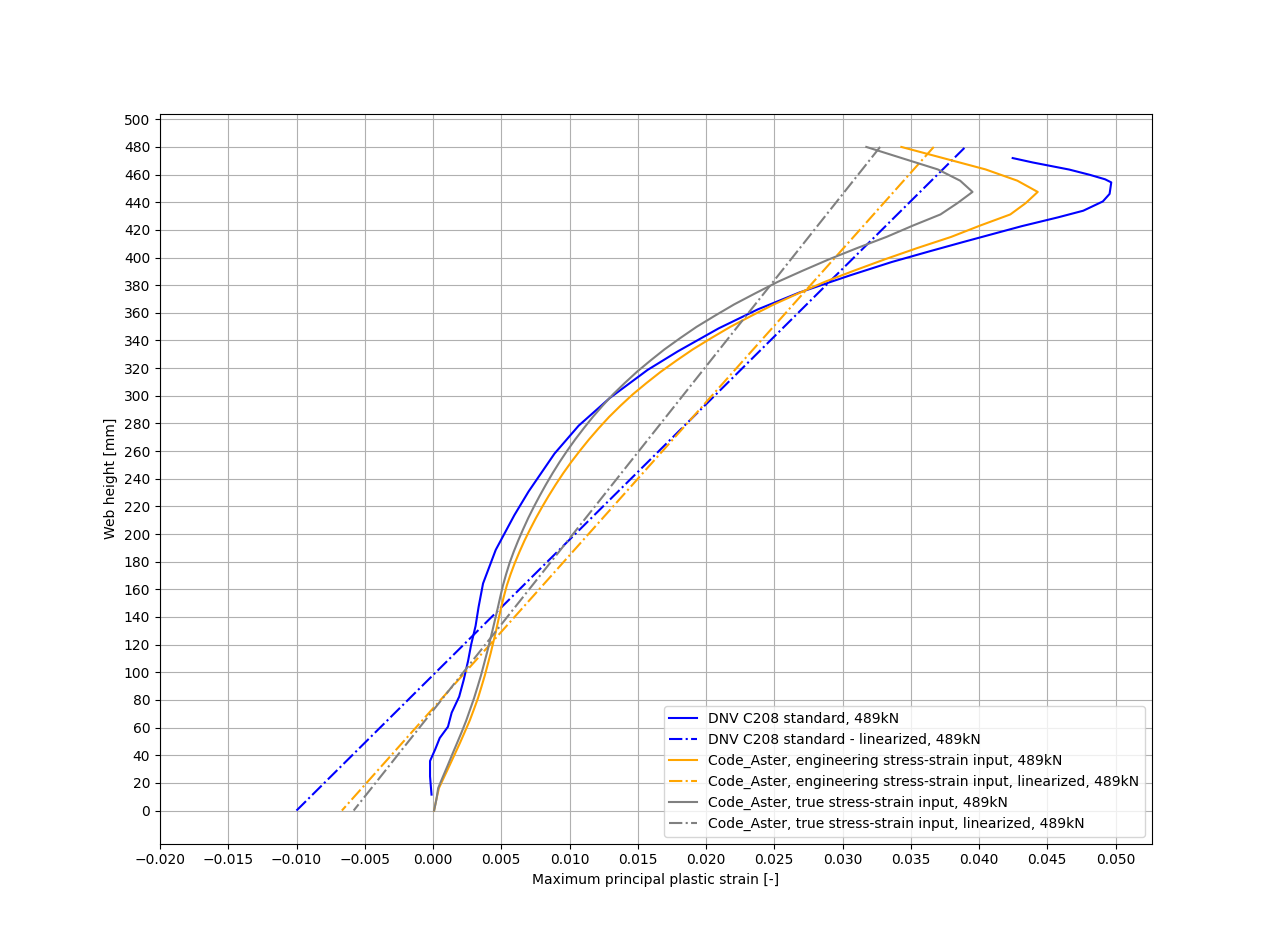 500
480
460
440
420
400
380
360
340
320
300
280
260
240
220
200
180
160
140
120
100
80
60
40
20
0
Web height [mm]
DNV C208 standard, 489kN
DNV C208 standard - linearized, 489kN
Code_Aster, engineering stress-strain input, 489kN
Code_Aster, engineering stress-strain input, linearized, 489kN
Code_Aster, true stress-strain input, 489kN
Code_Aster, true stress-strain input, linearized, 489kN
−0.020 −0.015 −0.010 −0.005 0.000 0.005 0.010 0.015 0.020 0.025 0.030 0.035 0.040 0.045 0.050
Maximum principal plastic strain [-]